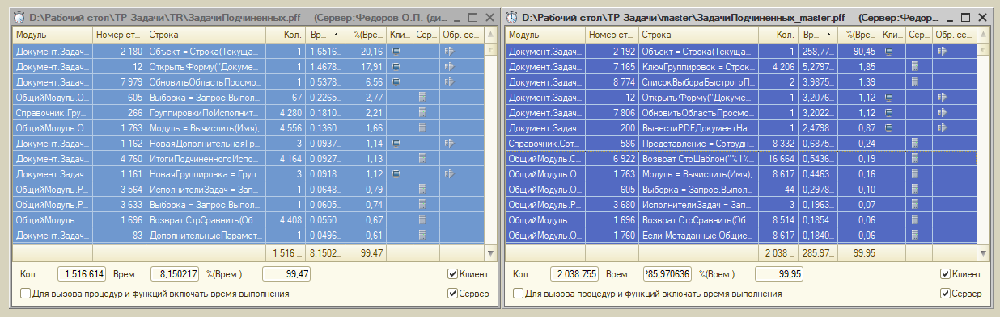 D:\Рабочий стол\ТР Задачи\TR\ЗадачиПодчиненных.pff (Сервер:Федоров О.П. (ди...
Модуль Номер ст... Строка Кол. Вр... %(Вре... Кли... Сер... Обр. се...
Документ.Задач... 2 180 Объект = Строка(Текуща... 1 1,6516... 20,16
Документ.Задач... 12 ОткрытьФорму("Докуме... 1 1,4678... 17,91
Документ.Задач... 7 979 ОбновитьОбластьПросмо... 1 0,5378... 6,56
ОбщийМодуль.О... 605 Выборка = Запрос.Выпол... 67 0,2265... 2,77
Справочник.Гру... 266 ГруппировкиПоИсполнит... 4 280 0,1810... 2,21
ОбщийМодуль.О... 1 763 Модуль = Вычислить(Имя); 4 556 0,1360... 1,66
Документ.Задач... 1 162 НоваяДополнительнаяГр... 3 0,0937... 1,14
Документ.Задач... 4 760 ИтогиПодчиненногоИспо... 164 0,0921... 1,13
Документ.Задач... 1 161 НоваяГруппировка = Груп... 3 0,0918... 1,12
ОбщийМодуль.Р... 3 564 ИсполнителиЗадач = Зап... 1 0,0648... 0,79
ОбщийМодуль.Р... 3 633 Выборка = Запрос.Выпол... 1 0,0605... 0,74
ОбщийМодуль.... 1 696 Возврат СтрСравнить(Об... 4 408 0,0550... 0,67
Документ.Задач... 83 ДополнительныеПарамет... 1 0,0496... 0,61
1 516 ... 8,1502... 99,47
Кол. 1 516 614 Врем. 8,150217 %(Врем.) 99,47 Клиент
Для вызова процедур и функций включать время выполнения Сервер
D:\Рабочий стол\ТР Задачи\master\ЗадачиПодчиненных_master.pff (Сервер:Федор...
Модуль Номер ст... Строка Кол. Вр... %(Вре... Кли... Сер... Обр. се...
Документ.Задач... 2 192 Объект = Строка(Текуща... 1 258,77... 90,45
Документ.Задач... 7 165 КлючГруппировок = Строк... 4 206 5,2797... 1,85
Документ.Задач... 8 774 СписокВыбораБыстрогоП... 2 3,9875... 1,39
Документ.Задач... 12 ОткрытьФорму("Докуме... 1 3,2076... 1,12
Документ.Задач... 7 806 ОбновитьОбластьПросмо... 1 3,2022... 1,12
Документ.Задач... 200 ВывестиPDFДокументНа... 1 2,4798... 0,87
Справочник.Сот... 586 Представление = Сотрудн... 8 332 0,6875... 0,24
ОбщийМодуль.С... 6 922 Возврат СтрШаблон("%1%... 16 664 0,5436... 0,19
ОбщийМодуль.О... 1 763 Модуль = Вычислить(Имя); 8 617 0,4463... 0,16
ОбщийМодуль.О... 605 Выборка = Запрос.Выпол... 44 0,2978... 0,10
ОбщийМодуль.Р... 3 680 ИсполнителиЗадач = Зап... 3 0,1963... 0,07
ОбщийМодуль.... 1 696 Возврат СтрСравнить(Об... 8 514 0,1854... 0,06
ОбщийМодуль.О... 1 760 Если Метаданные.Общие... 8 617 0,1840... 0,06
2 038 ... 285,97... 99,95
Кол. 2 038 755 Врем. 285,970636 %(Врем.) 99,95 Клиент
Для вызова процедур и функций включать время выполнения Сервер